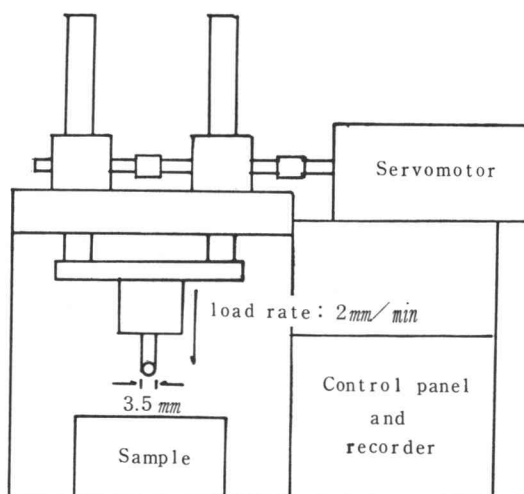 Servomotor
load rate: 2mm/min
3.5 mm
Control panel
and
recorder
Sample